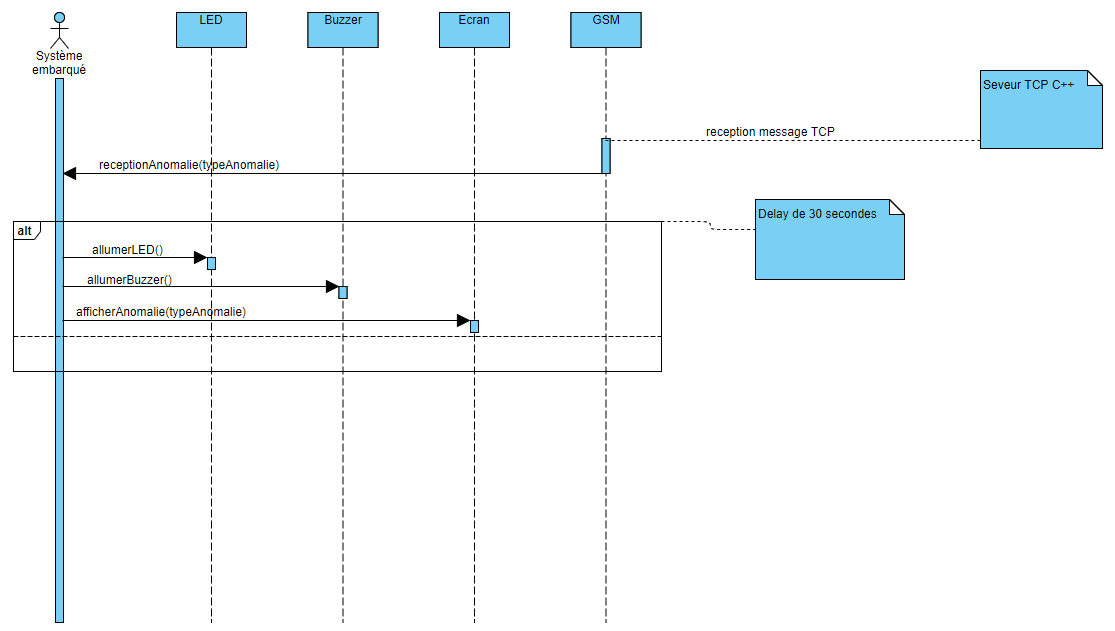 LED
Buzzer
Ecran
GSM
Système
embarqué
Seveur TCP C++
reception message TCP
receptionAnomalie(typeAnomalie)
Delay de 30 secondes
alt
allumerLED()
allumerBuzzer()
afficherAnomalie(typeAnomalie)